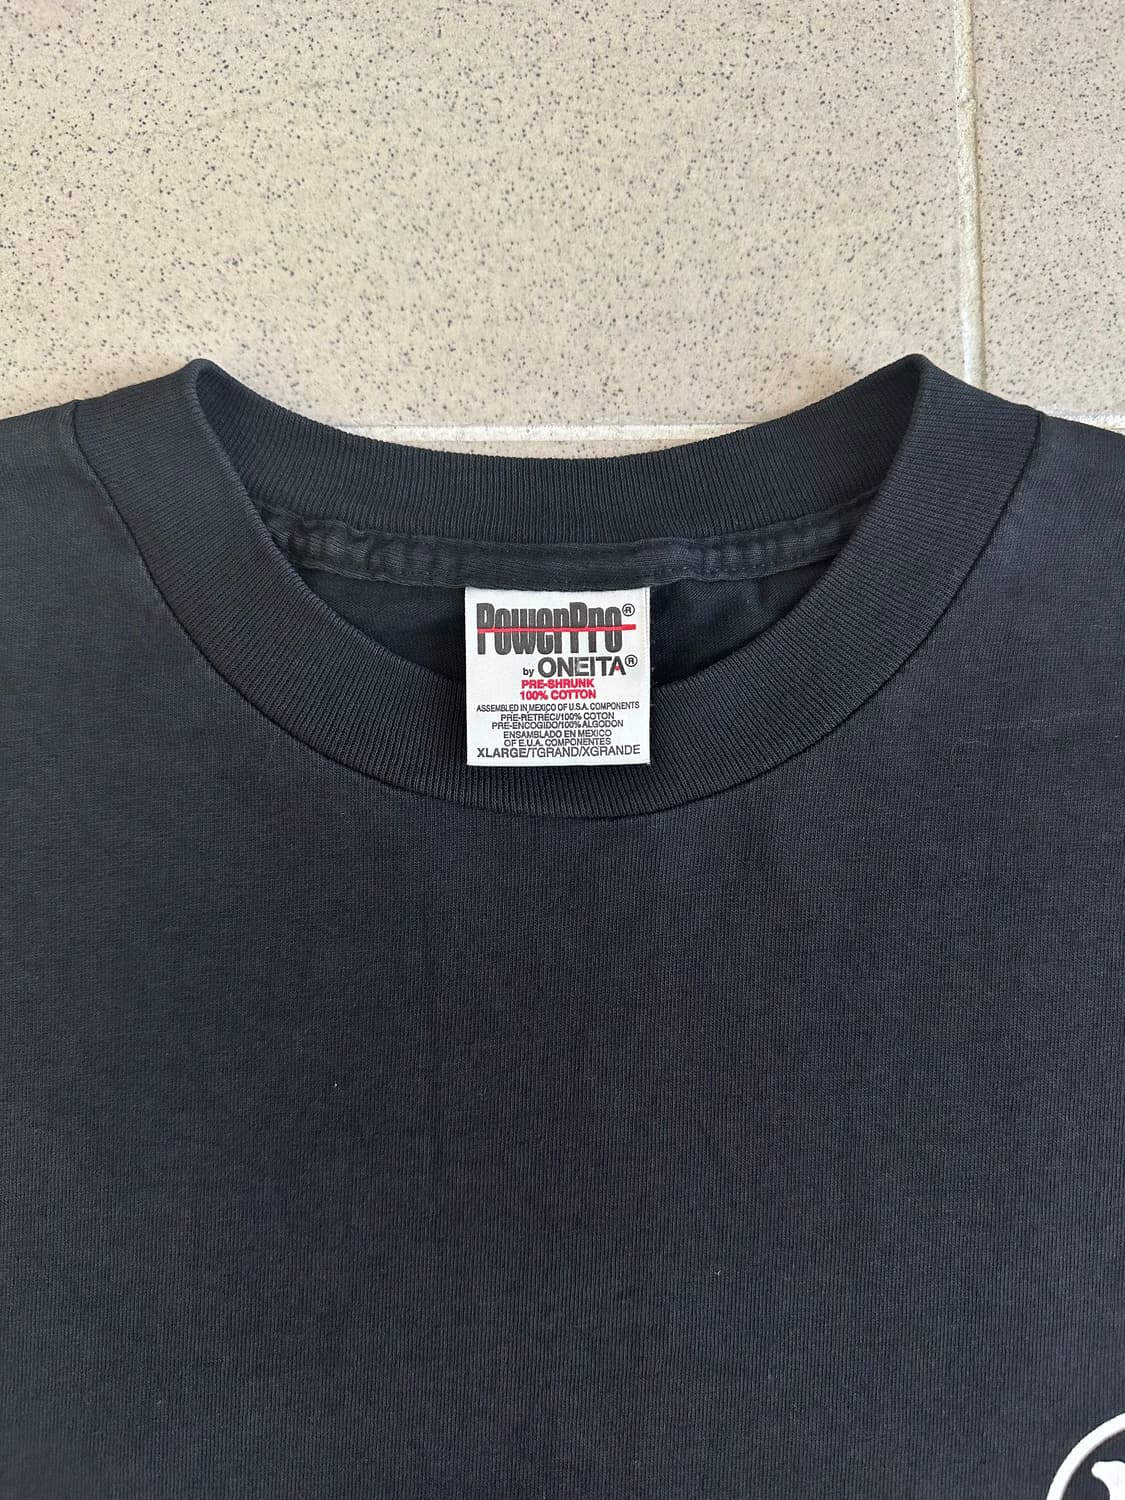 PowerPro®
by ONEITA®
PRE-SHRUNK
100% COTTON
ASSEMBLED IN MEXICO OF U.S.A. COMPONENTS
PRE-RETRECI/100% COTON
PRE-ENCOGIDO/100% ALGODON
ENSAMBLADO EN MEXICO
OF E.U.A. COMPONENTES
XLARGE/TGRAND/XGRANDE